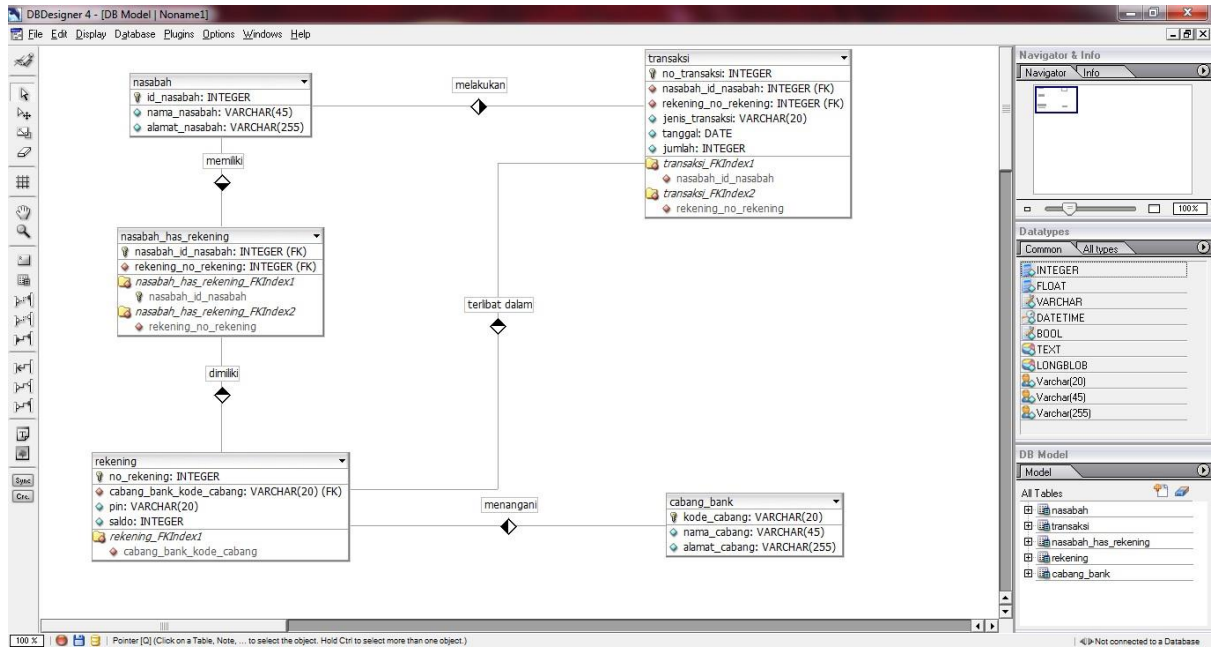 DBDesigner 4 - [DB Model | Noname1]
File Edit Display Database Plugins Options Windows Help
nasabah
id_nasabah: INTEGER
nama_nasabah: VARCHAR(45)
alamat_nasabah: VARCHAR(255)
melakukan
transaksi
no_transaksi: INTEGER
nasabah_id_nasabah: INTEGER (FK)
rekening_no_rekening: INTEGER (FK)
jenis_transaksi: VARCHAR(20)
tanggal: DATE
jumlah: INTEGER
transaksi_FKIndex1
nasabah_id_nasabah
transaksi_FKIndex2
rekening_no_rekening
memiliki
nasabah_has_rekening
nasabah_id_nasabah: INTEGER (FK)
rekening_no_rekening: INTEGER (FK)
nasabah_has_rekening_FKIndex1
nasabah_id_nasabah
nasabah_has_rekening_FKIndex2
rekening_no_rekening
terlibat dalam
dimiliki
rekening
no_rekening: INTEGER
cabang_bank_kode_cabang: VARCHAR(20) (FK)
pin: VARCHAR(20)
saldo: INTEGER
rekening_FKIndex1
cabang_bank_kode_cabang
menangani
cabang_bank
kode_cabang: VARCHAR(20)
nama_cabang: VARCHAR(45)
alamat_cabang: VARCHAR(255)
Navigator & Info
Navigator Info
100%
Datatypes
Common All types
INTEGER
FLOAT
VARCHAR
DATETIME
BOOL
TEXT
LONGBLOB
Varchar(20)
Varchar(45)
Varchar(255)
DB Model
Model
All Tables
nasabah
transaksi
nasabah_has_rekening
rekening
cabang_bank
Sync
Crc.
100 % Pointer [Q] (Click on a Table, Note, ... to select the object. Hold Ctrl to select more than one object.) Not connected to a Database